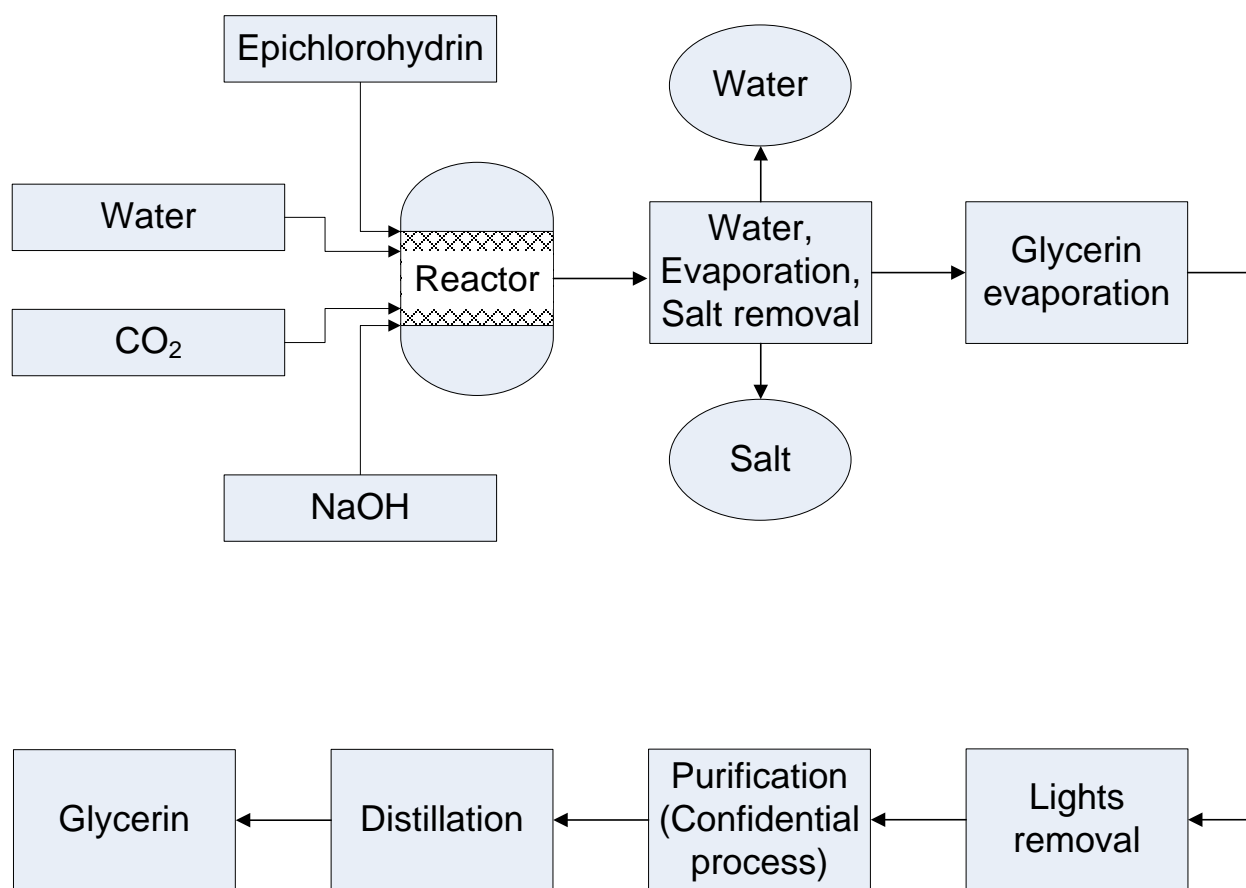 Epichlorohydrin
Water
Water
CO₂
Reactor
Water,
Evaporation,
Salt removal
Glycerin
evaporation
Salt
NaOH
Glycerin
Distillation
Purification
(Confidential
process)
Lights
removal